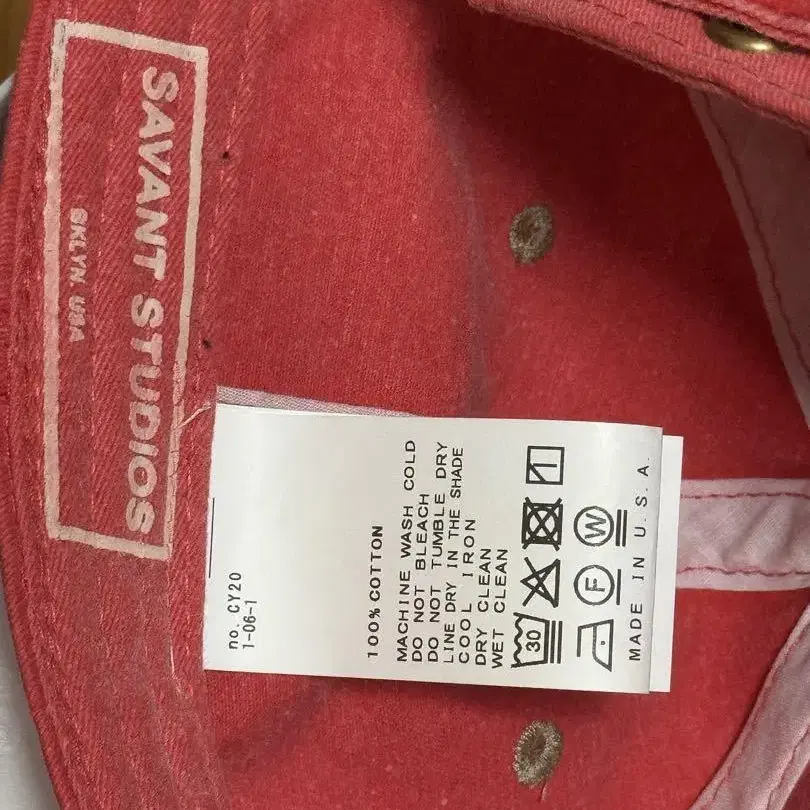 SAVANT STUDIOS
BKLYN USA
no. CY20
1-06-1
100% COTTON
MACHINE WASH COLD
DO NOT BLEACH
DO NOT TUMBLE DRY
LINE DRY IN THE SHADE
COOL IRON
DRY CLEAN
WET CLEAN
30
F W
MADE IN U.S.A.